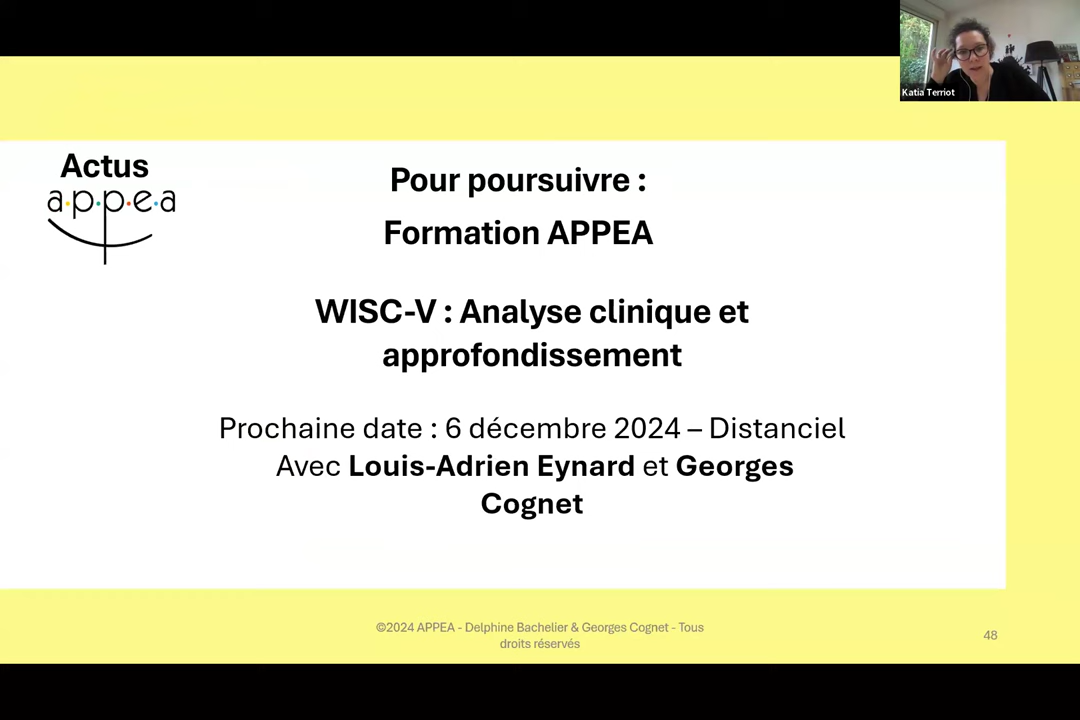 Katia Terriot
Actus
a·p·p·e·a
Pour poursuivre :
Formation APPEA
WISC-V : Analyse clinique et
approfondissement
Prochaine date : 6 décembre 2024 – Distanciel
Avec Louis-Adrien Eynard et Georges
Cognet
©2024 APPEA - Delphine Bachelier & Georges Cognet - Tous
droits réservés
48